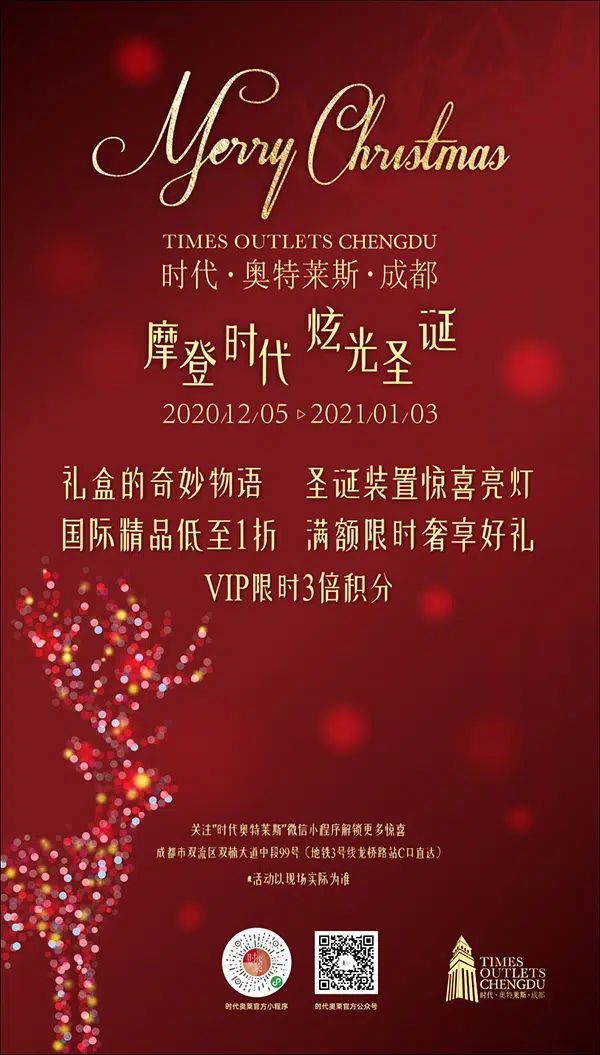 Merry Christmas
TIMES OUTLETS CHENGDU
时代·奥特莱斯·成都
摩登时代 炫光圣诞
2020/12/05 ▷ 2021/01/03
礼盒的奇妙物语 圣诞装置惊喜亮灯
国际精品低至1折 满额限时奢享好礼
VIP限时3倍积分
关注"时代奥特莱斯"微信小程序解锁更多惊喜
成都市双流区双楠大道中段99号（地铁3号线龙桥路站C口直达）
*活动以现场实际为准
时代奥莱官方小程序 时代奥莱官方公众号
TIMES
OUTLETS
CHENGDU
时代·奥特莱斯·成都